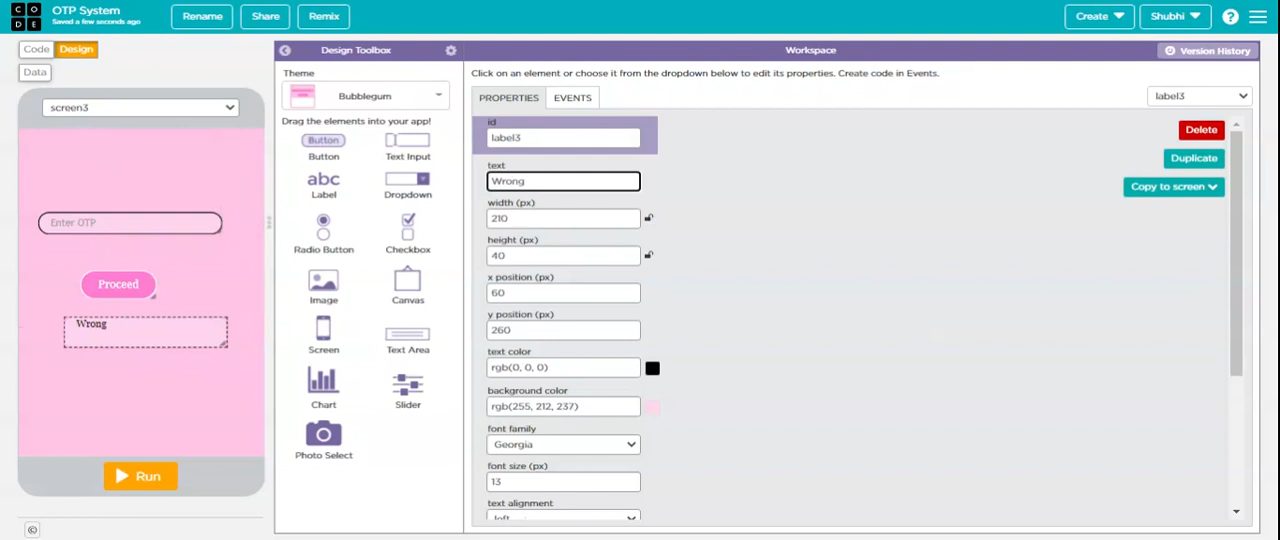 CO
DE
OTP System
Saved a few seconds ago
Rename
Share
Remix
Create
Shubhi
?
Code
Design
Data
Design Toolbox
Workspace
Version History
screen3
Enter OTP
Proceed
Wrong
Run
©
Theme
Bubblegum
Drag the elements into your app!
Button
Button
Text Input
abc
Label
Dropdown
Radio Button
Checkbox
Image
Canvas
Screen
Text Area
Chart
Slider
Photo Select
Click on an element or choose it from the dropdown below to edit its properties. Create code in Events.
PROPERTIES
EVENTS
label3
id
label3
Delete
Duplicate
Copy to screen
text
Wrong
width (px)
210
height (px)
40
x position (px)
60
y position (px)
260
text color
rgb(0, 0, 0)
background color
rgb(255, 212, 237)
font family
Georgia
font size (px)
13
text alignment
left